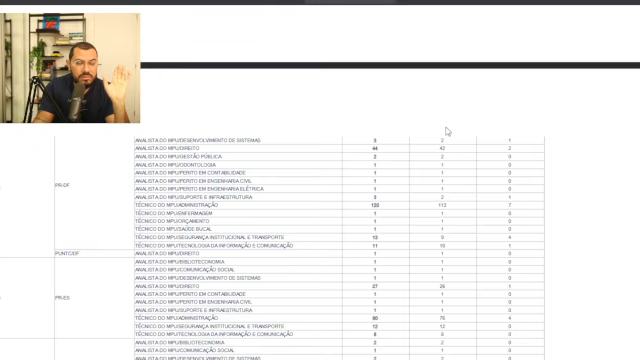 ANALISTA DO MPU/DESENVOLVIMENTO DE SISTEMAS 3 2 1
ANALISTA DO MPU/DIREITO 44 42 2
ANALISTA DO MPU/GESTÃO PÚBLICA 2 2 0
ANALISTA DO MPU/ODONTOLOGIA 1 1 0
ANALISTA DO MPU/PERITO EM CONTABILIDADE 1 1 0
ANALISTA DO MPU/PERITO EM ENGENHARIA CIVIL 1 1 0
PR-DF ANALISTA DO MPU/PERITO EM ENGENHARIA ELÉTRICA 1 1 0
ANALISTA DO MPU/SUPORTE E INFRAESTRUTURA 3 2 1
TÉCNICO DO MPU/ADMINISTRAÇÃO 120 113 7
TÉCNICO DO MPU/ENFERMAGEM 1 1 0
TÉCNICO DO MPU/ORÇAMENTO 1 1 0
TÉCNICO DO MPU/SAÚDE BUCAL 1 1 0
TÉCNICO DO MPU/SEGURANÇA INSTITUCIONAL E TRANSPORTE 13 9 4
TÉCNICO DO MPU/TECNOLOGIA DA INFORMAÇÃO E COMUNICAÇÃO 11 10 1
ANALISTA DO MPU/DIREITO 1 1 0
ANALISTA DO MPU/BIBLIOTECONOMIA 1 1 0
ANALISTA DO MPU/COMUNICAÇÃO SOCIAL 1 1 0
ANALISTA DO MPU/DESENVOLVIMENTO DE SISTEMAS 1 1 0
ANALISTA DO MPU/DIREITO 27 26 1
PR-ES ANALISTA DO MPU/PERITO EM CONTABILIDADE 1 1 0
ANALISTA DO MPU/PERITO EM ENGENHARIA CIVIL 1 1 0
ANALISTA DO MPU/SUPORTE E INFRAESTRUTURA 1 1 0
TÉCNICO DO MPU/ADMINISTRAÇÃO 80 76 4
TÉCNICO DO MPU/SEGURANÇA INSTITUCIONAL E TRANSPORTE 12 12 0
TÉCNICO DO MPU/TECNOLOGIA DA INFORMAÇÃO E COMUNICAÇÃO 0
ANALISTA DO MPU/BIBLIOTECONOMIA 2 2 0
ANALISTA DO MPU/COMUNICAÇÃO SOCIAL 1 1 0
ANALISTA DO MPU/DESENVOLVIMENTO DE SISTEMAS 2 2 0